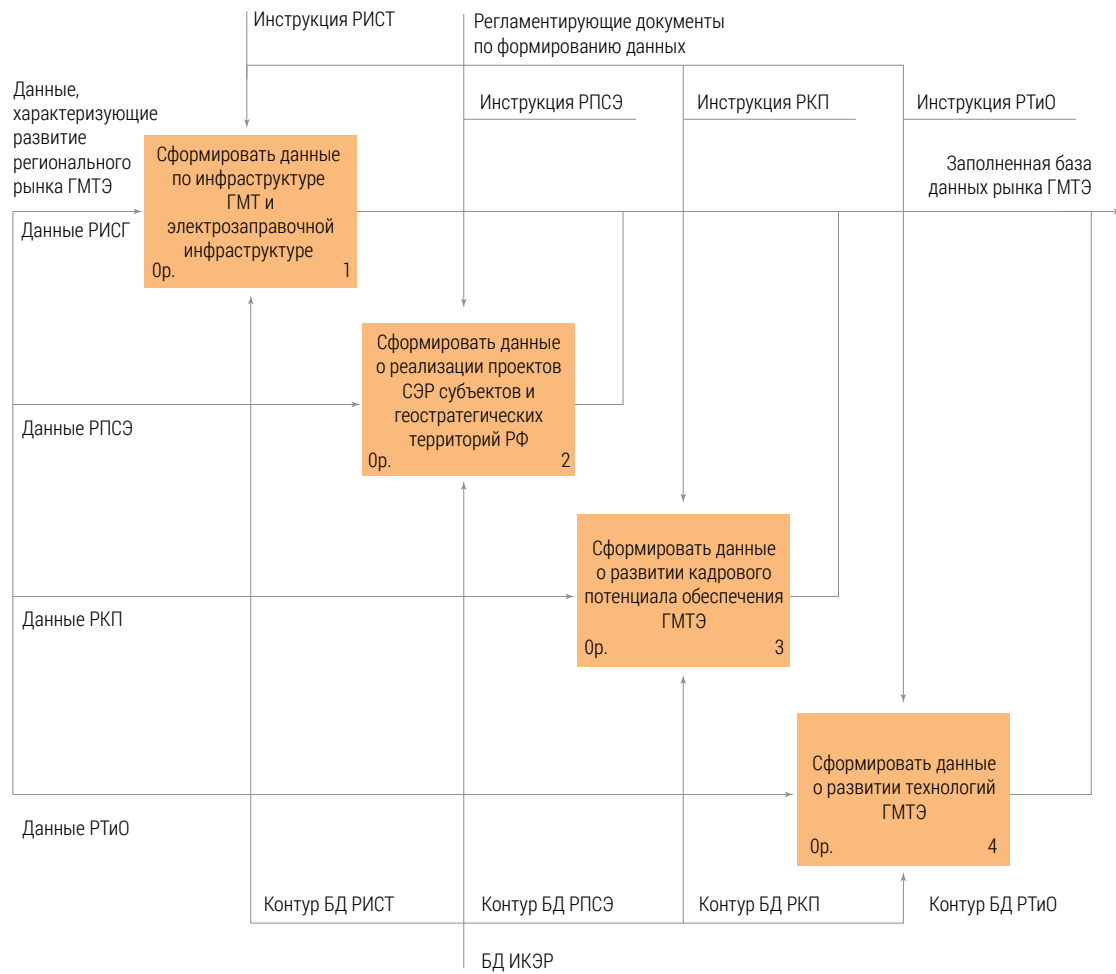 Инструкция РИСТ
Регламентирующие документы
по формированию данных
Данные,
характеризующие
развитие
регионального
рынка ГМТЭ
Инструкция РПСЭ
Инструкция РКП
Инструкция РТиО
Сформировать данные
по инфраструктуре
ГМТ и
электрозаправочной
инфраструктуре
0р. 1
Заполненная база
данных рынка ГМТЭ
Данные РИСГ
Сформировать данные
о реализации проектов
СЭР субъектов и
геостратегических
территорий РФ
0р. 2
Данные РПСЭ
Сформировать данные
о развитии кадрового
потенциала обеспечения
ГМТЭ
0р. 3
Данные РКП
Сформировать данные
о развитии технологий
ГМТЭ
0р. 4
Данные РТиО
Контур БД РИСТ
Контур БД РПСЭ
Контур БД РКП
Контур БД РТиО
БД ИКЭР